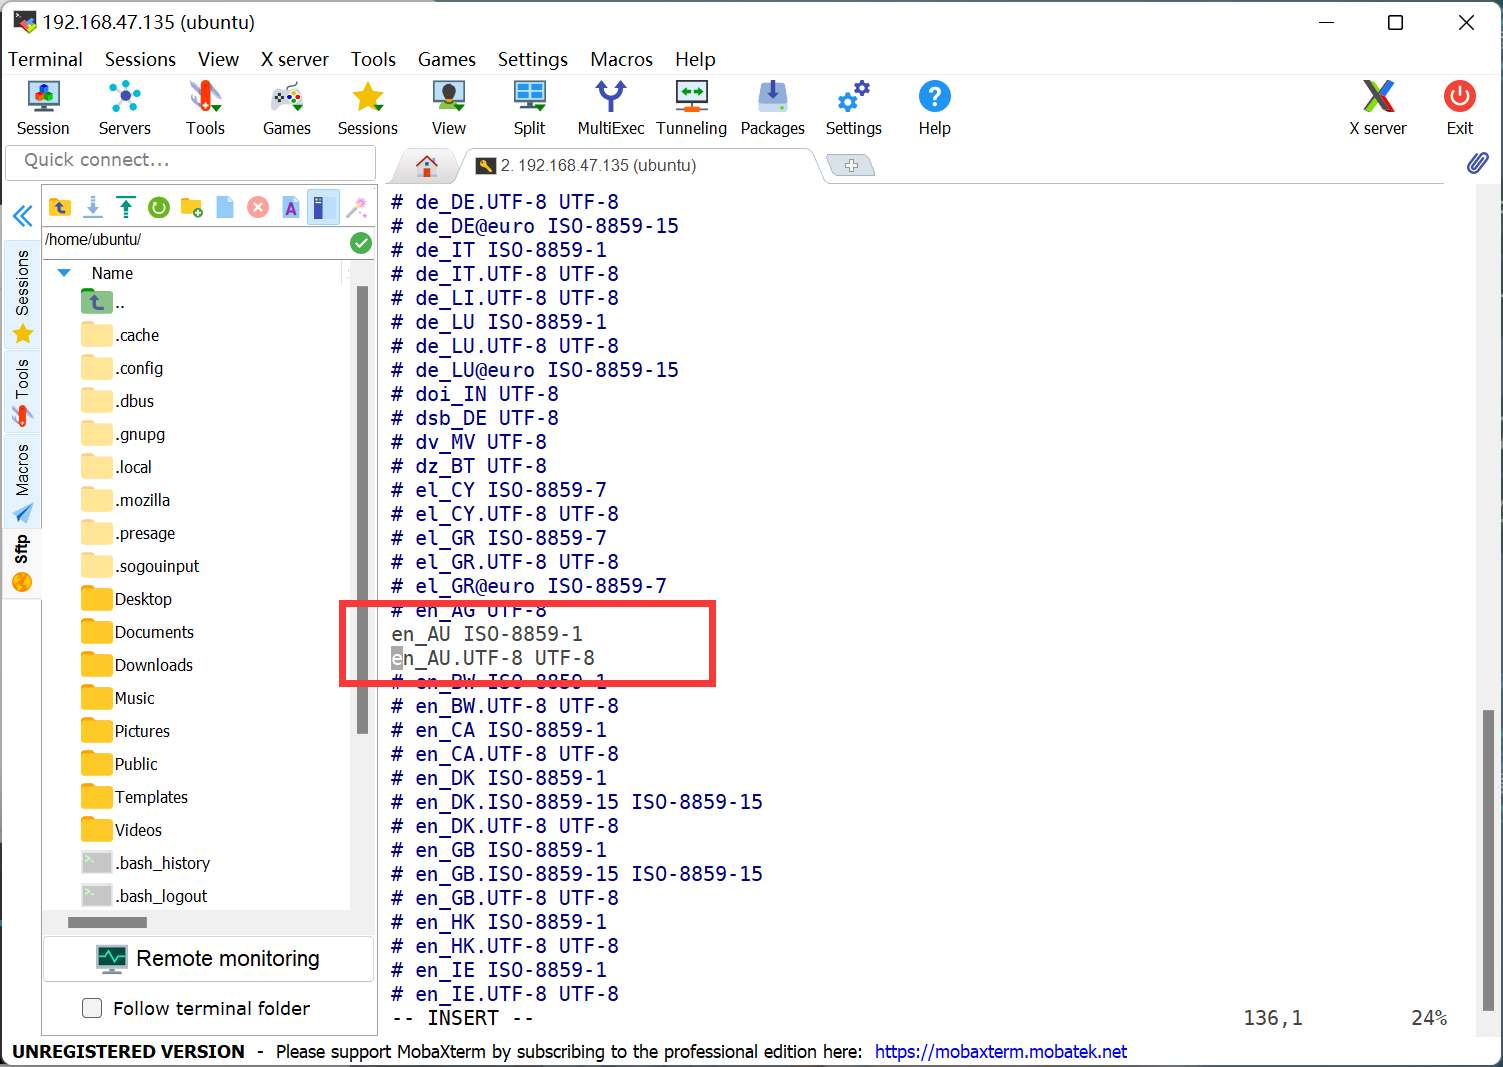 192.168.47.135 (ubuntu)
Terminal Sessions View X server Tools Games Settings Macros Help
Session Servers Tools Games Sessions View Split MultiExec Tunneling Packages Settings Help X server Exit
Quick connect...
2. 192.168.47.135 (ubuntu)
Sessions
Tools
Macros
Sftp
/home/ubuntu/
Name
..
.cache
.config
.dbus
.gnupg
.local
.mozilla
.presage
.sogouinput
Desktop
Documents
Downloads
Music
Pictures
Public
Templates
Videos
.bash_history
.bash_logout
Remote monitoring
Follow terminal folder
# de_DE.UTF-8 UTF-8
# de_DE@euro ISO-8859-15
# de_IT ISO-8859-1
# de_IT.UTF-8 UTF-8
# de_LI.UTF-8 UTF-8
# de_LU ISO-8859-1
# de_LU.UTF-8 UTF-8
# de_LU@euro ISO-8859-15
# doi_IN UTF-8
# dsb_DE UTF-8
# dv_MV UTF-8
# dz_BT UTF-8
# el_CY ISO-8859-7
# el_CY.UTF-8 UTF-8
# el_GR ISO-8859-7
# el_GR.UTF-8 UTF-8
# el_GR@euro ISO-8859-7
# en_AG UTF-8
en_AU ISO-8859-1
en_AU.UTF-8 UTF-8
# en_BW ISO-8859-1
# en_BW.UTF-8 UTF-8
# en_CA ISO-8859-1
# en_CA.UTF-8 UTF-8
# en_DK ISO-8859-1
# en_DK.ISO-8859-15 ISO-8859-15
# en_DK.UTF-8 UTF-8
# en_GB ISO-8859-1
# en_GB.ISO-8859-15 ISO-8859-15
# en_GB.UTF-8 UTF-8
# en_HK ISO-8859-1
# en_HK.UTF-8 UTF-8
# en_IE ISO-8859-1
# en_IE.UTF-8 UTF-8
-- INSERT -- 136,1 24%
UNREGISTERED VERSION - Please support MobaXterm by subscribing to the professional edition here: https://mobaxterm.mobatek.net